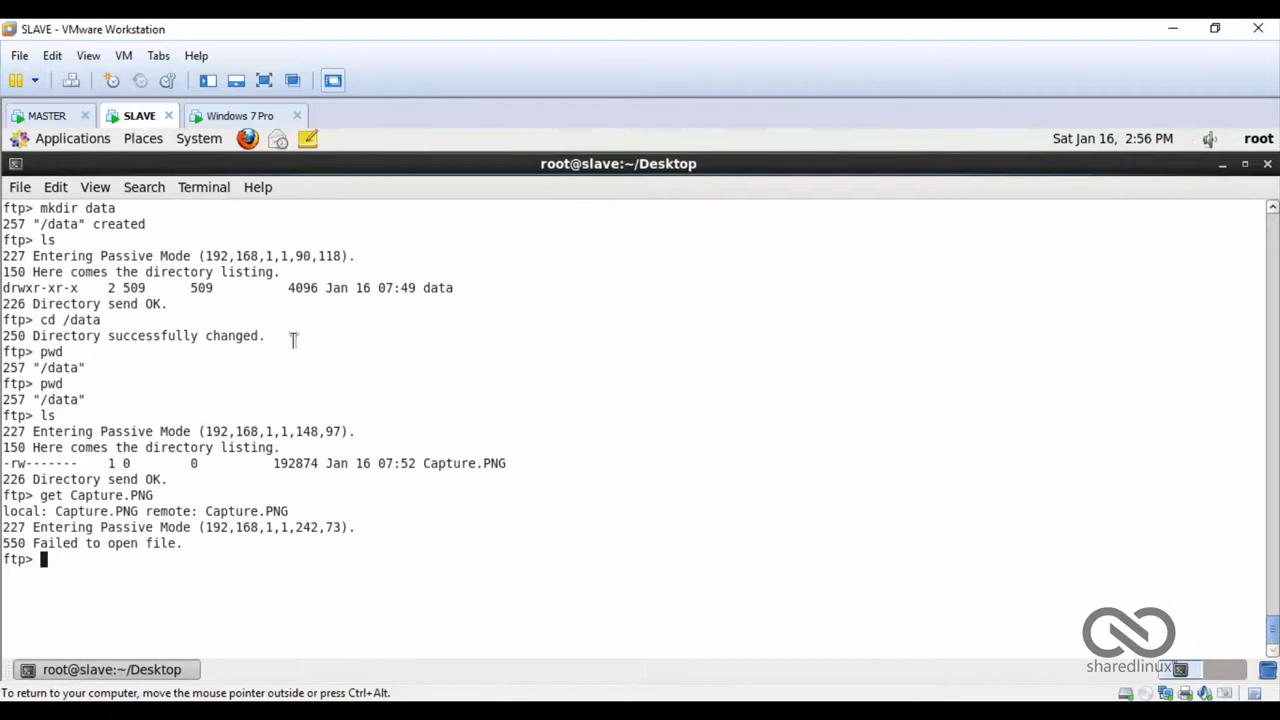 SLAVE - VMware Workstation
File Edit View VM Tabs Help
MASTER SLAVE Windows 7 Pro
Applications Places System Sat Jan 16, 2:56 PM root
root@slave:~/Desktop
File Edit View Search Terminal Help
ftp> mkdir data
257 "/data" created
ftp> ls
227 Entering Passive Mode (192,168,1,1,90,118).
150 Here comes the directory listing.
drwxr-xr-x    2 509      509          4096 Jan 16 07:49 data
226 Directory send OK.
ftp> cd /data
250 Directory successfully changed.
ftp> pwd
257 "/data"
ftp> pwd
257 "/data"
ftp> ls
227 Entering Passive Mode (192,168,1,1,148,97).
150 Here comes the directory listing.
-rw-------    1 0        0          192874 Jan 16 07:52 Capture.PNG
226 Directory send OK.
ftp> get Capture.PNG
local: Capture.PNG remote: Capture.PNG
227 Entering Passive Mode (192,168,1,1,242,73).
550 Failed to open file.
ftp>
sharedlinux
root@slave:~/Desktop
To return to your computer, move the mouse pointer outside or press Ctrl+Alt.